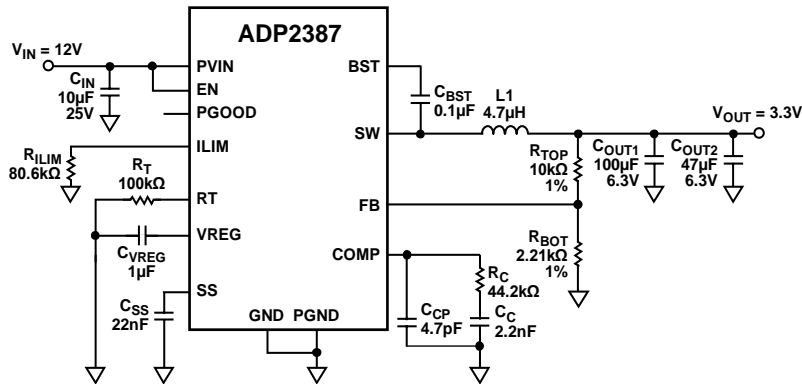 ADP2387
V_IN = 12V
C_IN
10µF
25V
PVIN
EN
PGOOD
ILIM
R_ILIM
80.6kΩ
R_T
100kΩ
RT
VREG
C_VREG
1µF
SS
C_SS
22nF
GND PGND
BST
C_BST
0.1µF
L1
4.7µH
SW
V_OUT = 3.3V
R_TOP
10kΩ
1%
C_OUT1
100µF
6.3V
C_OUT2
47µF
6.3V
FB
R_BOT
2.21kΩ
1%
COMP
R_C
44.2kΩ
C_CP
4.7pF
C_C
2.2nF